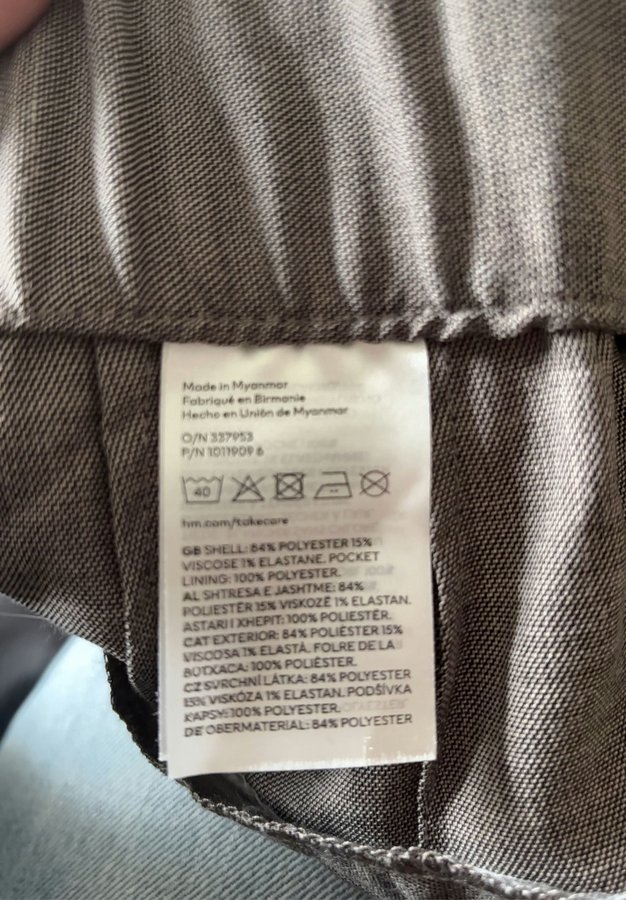 Made in Myanmar
Fabriqué en Birmanie
Hecho en Unión de Myanmar
O/N 337953
P/N 1011909 6
40
hm.com/takecare
GB SHELL: 84% POLYESTER 15%
VISCOSE 1% ELASTANE. POCKET
LINING: 100% POLYESTER.
AL SHTRESA E JASHTME: 84%
POLIESTËR 15% VISKOZË 1% ELASTAN.
ASTARI I XHEPIT: 100% POLIESTËR.
CAT EXTERIOR: 84% POLIÈSTER 15%
VISCOSA 1% ELASTÀ. FOLRE DE LA
BUTXACA: 100% POLIÈSTER.
CZ SVRCHNÍ LÁTKA: 84% POLYESTER
15% VISKÓZA 1% ELASTAN. PODŠÍVKA
KAPSY: 100% POLYESTER.
DE OBERMATERIAL: 84% POLYESTER